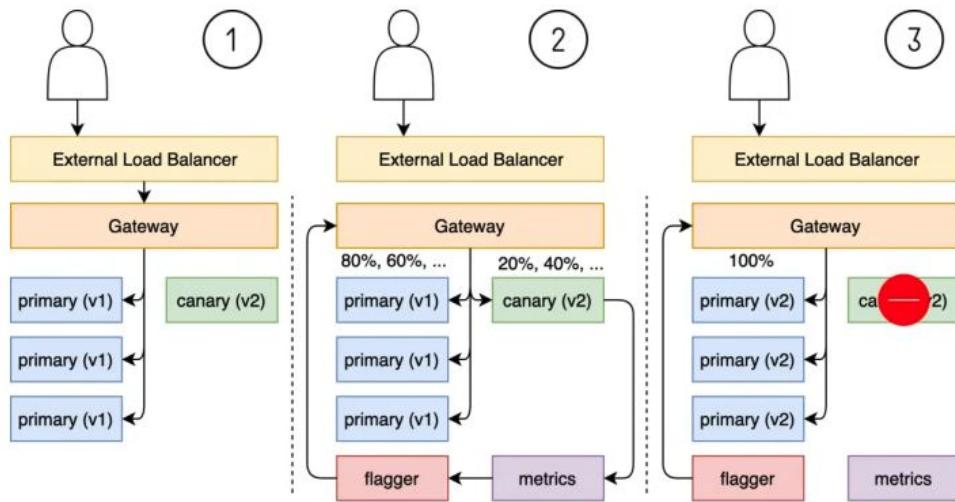 1
External Load Balancer
Gateway
primary (v1)
canary (v2)
primary (v1)
primary (v1)
2
External Load Balancer
Gateway
80%, 60%, ...
20%, 40%, ...
primary (v1)
canary (v2)
primary (v1)
primary (v1)
flagger
metrics
3
External Load Balancer
Gateway
100%
primary (v2)
ca v2)
primary (v2)
primary (v2)
flagger
metrics